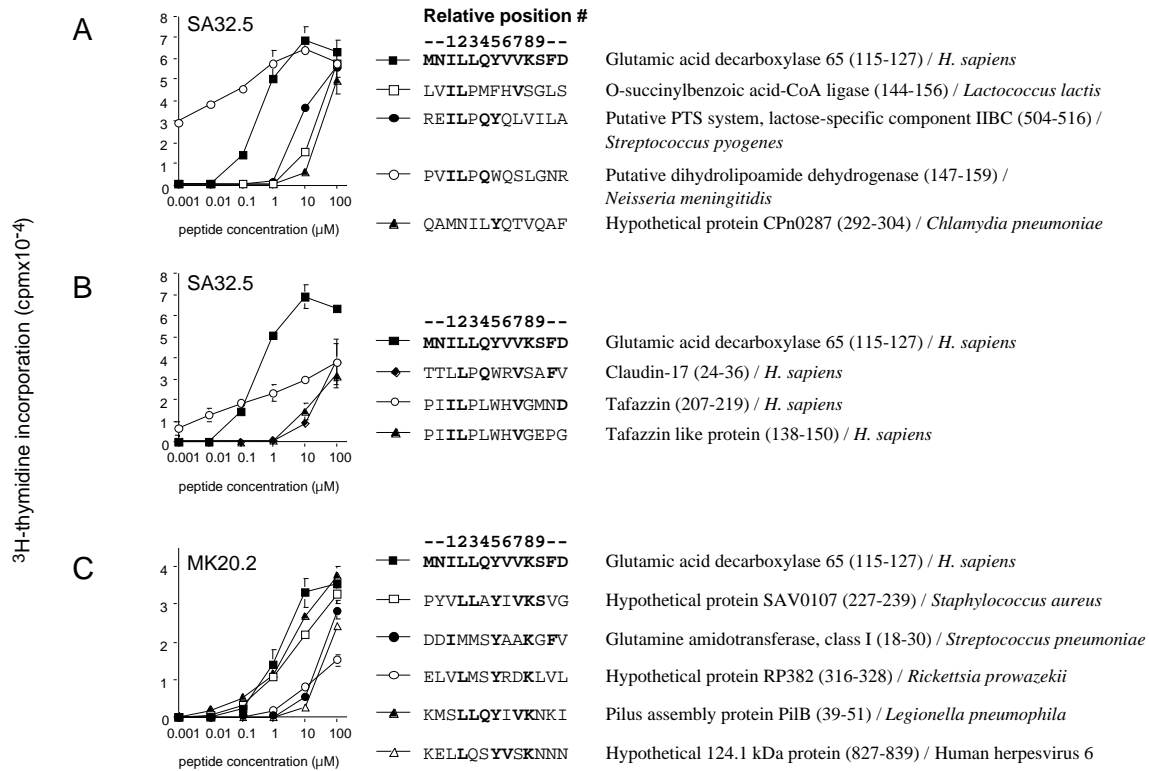 ³H-thymidine incorporation (cpmx10⁻⁴)
A
SA32.5
8
7
6
5
4
3
2
1
0
0.001 0.01 0.1 1 10 100
peptide concentration (µM)
Relative position #
--123456789--
MNILLQYVVKSFD Glutamic acid decarboxylase 65 (115-127) / H. sapiens
LVILPMFHVSGLS O-succinylbenzoic acid-CoA ligase (144-156) / Lactococcus lactis
REILPQYQLVILA Putative PTS system, lactose-specific component IIBC (504-516) /
Streptococcus pyogenes
PVILPQWQSLGNR Putative dihydrolipoamide dehydrogenase (147-159) /
Neisseria meningitidis
QAMNILYQTVQAF Hypothetical protein CPn0287 (292-304) / Chlamydia pneumoniae
B
SA32.5
8
7
6
5
4
3
2
1
0
0.001 0.01 0.1 1 10 100
peptide concentration (µM)
--123456789--
MNILLQYVVKSFD Glutamic acid decarboxylase 65 (115-127) / H. sapiens
TTLLPQWRVSAFV Claudin-17 (24-36) / H. sapiens
PIILPLWHVGMND Tafazzin (207-219) / H. sapiens
PIILPLWHVGEPG Tafazzin like protein (138-150) / H. sapiens
C
MK20.2
4
3
2
1
0
0.001 0.01 0.1 1 10 100
peptide concentration (µM)
--123456789--
MNILLQYVVKSFD Glutamic acid decarboxylase 65 (115-127) / H. sapiens
PYVLLAYIVKSVG Hypothetical protein SAV0107 (227-239) / Staphylococcus aureus
DDIMMSYAAKGFV Glutamine amidotransferase, class I (18-30) / Streptococcus pneumoniae
ELVLMSYRDKLVL Hypothetical protein RP382 (316-328) / Rickettsia prowazekii
KMSLLQYIVKNKI Pilus assembly protein PilB (39-51) / Legionella pneumophila
KELLQSYVSKNNN Hypothetical 124.1 kDa protein (827-839) / Human herpesvirus 6